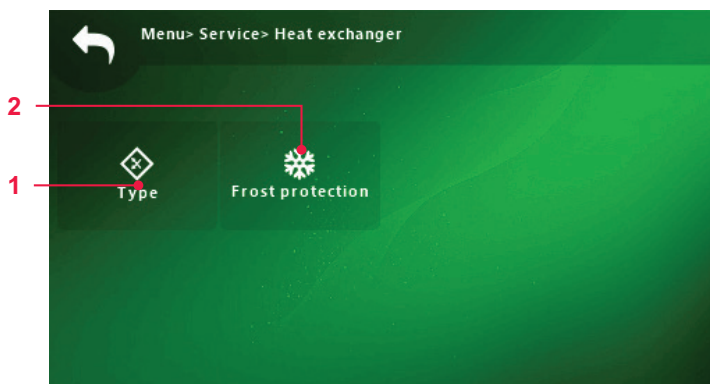 Menu> Service> Heat exchanger
2
1
Type
Frost protection